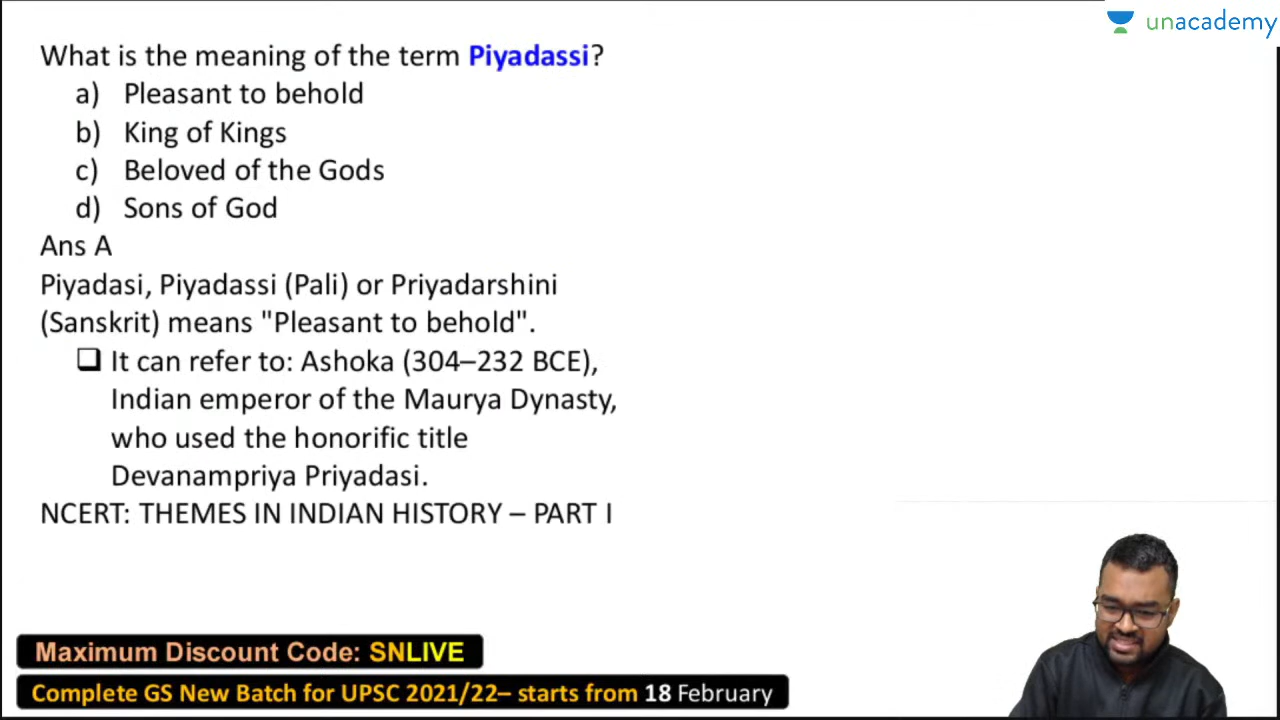 unacademy
What is the meaning of the term Piyadassi?
a) Pleasant to behold
b) King of Kings
c) Beloved of the Gods
d) Sons of God
Ans A
Piyadasi, Piyadassi (Pali) or Priyadarshini
(Sanskrit) means "Pleasant to behold".
❑ It can refer to: Ashoka (304–232 BCE),
Indian emperor of the Maurya Dynasty,
who used the honorific title
Devanampriya Priyadasi.
NCERT: THEMES IN INDIAN HISTORY – PART I
Maximum Discount Code: SNLIVE
Complete GS New Batch for UPSC 2021/22– starts from 18 February